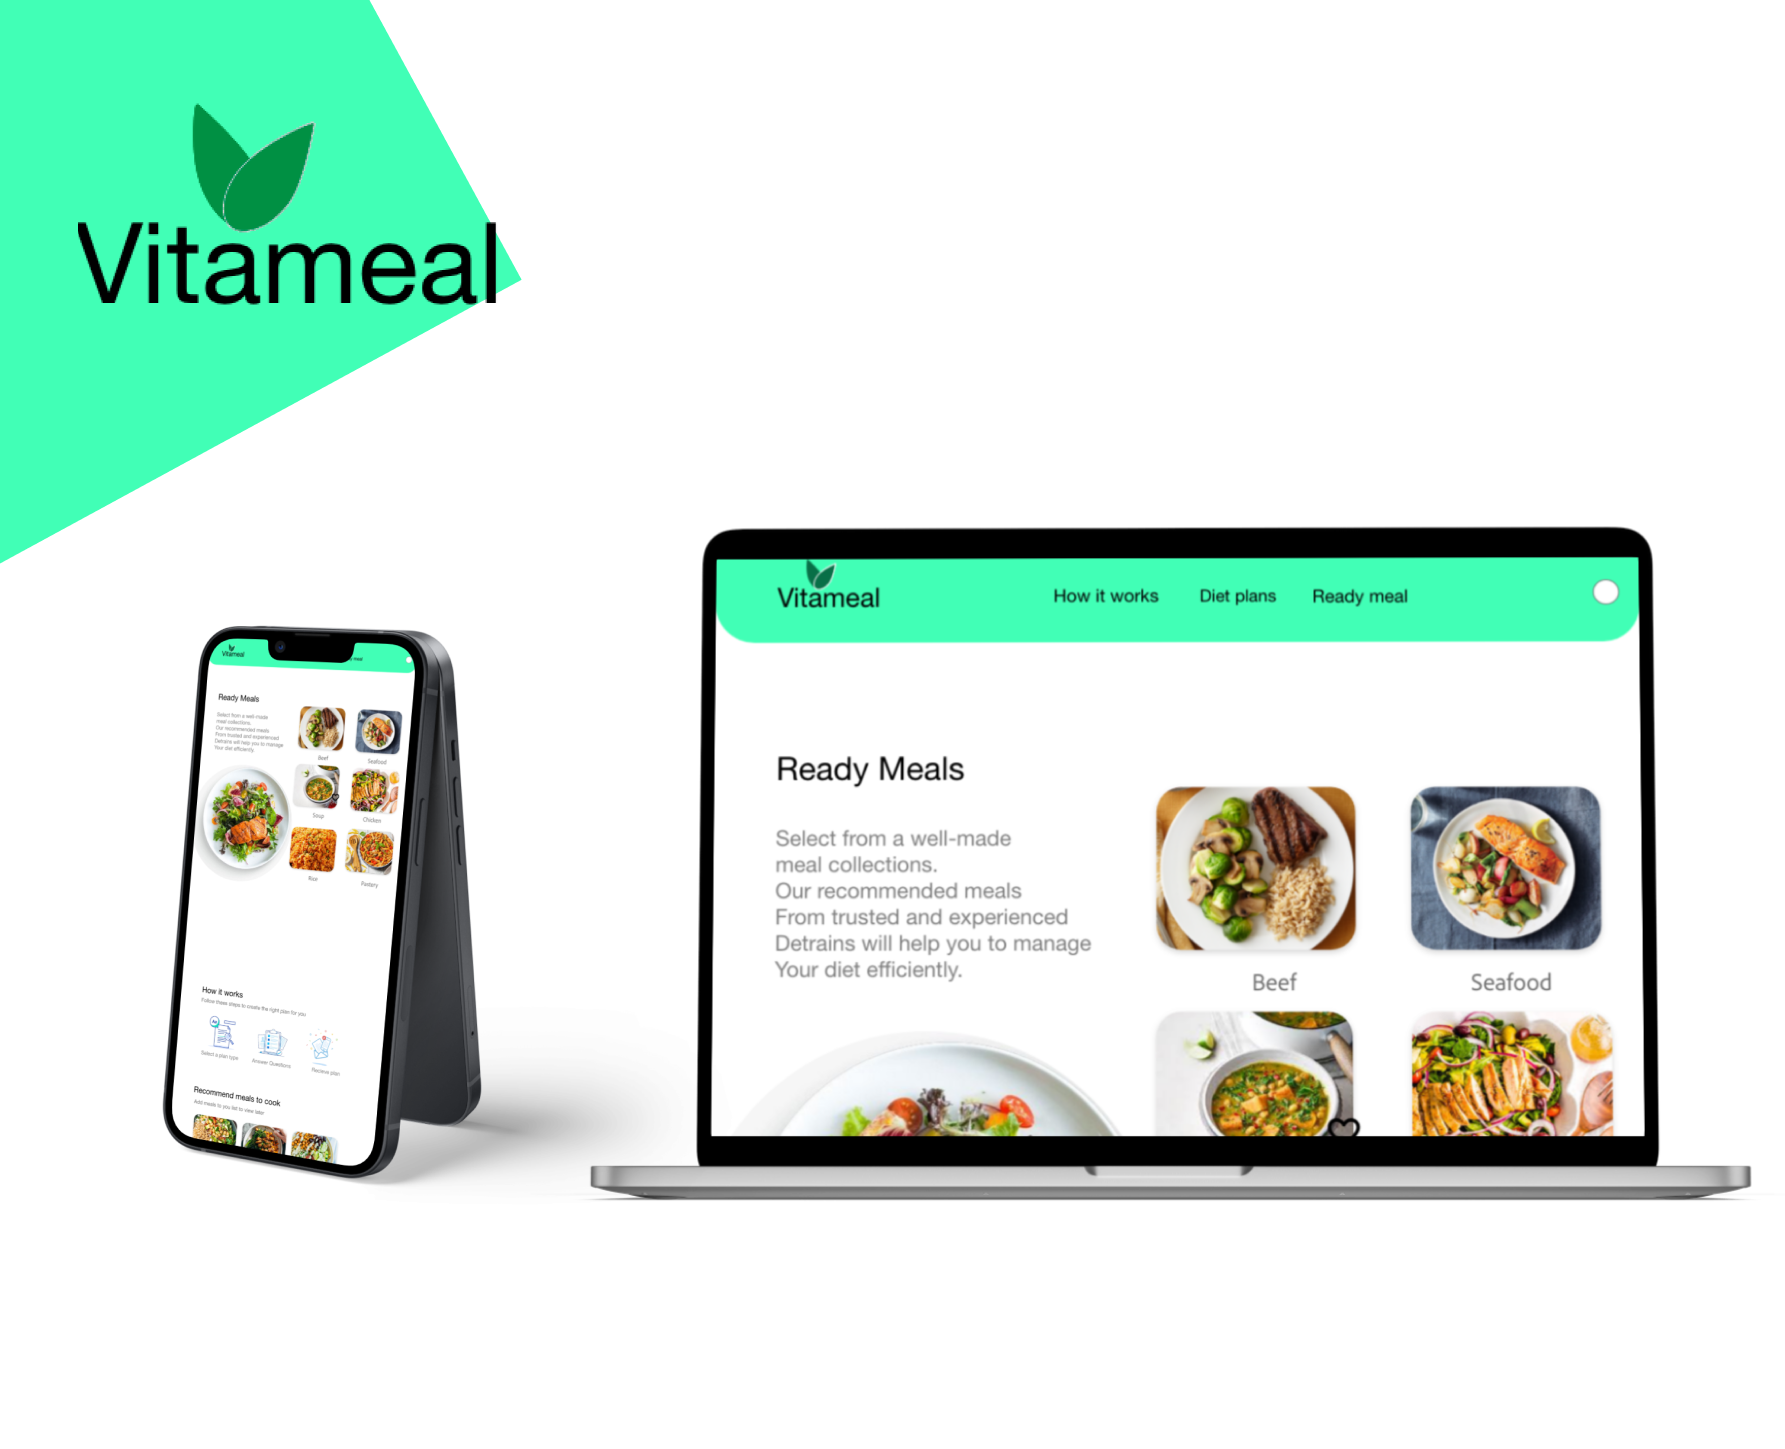 Vitameal
Vitameal
Ready Meals
Select from a well-made
meal collections.
Our recommended meals
From trusted and experienced
Detrains will help you to manage
Your diet efficiently.
Beef
Seafood
Soup
Chicken
Rice
Pastery
How it works
Follow these steps to create the right plan for you
Select a plan type
Answer Questions
Recieve plan
Recommend meals to cook
Add meals to you list to view later
Vitameal
How it works
Diet plans
Ready meal
Ready Meals
Select from a well-made
meal collections.
Our recommended meals
From trusted and experienced
Detrains will help you to manage
Your diet efficiently.
Beef
Seafood